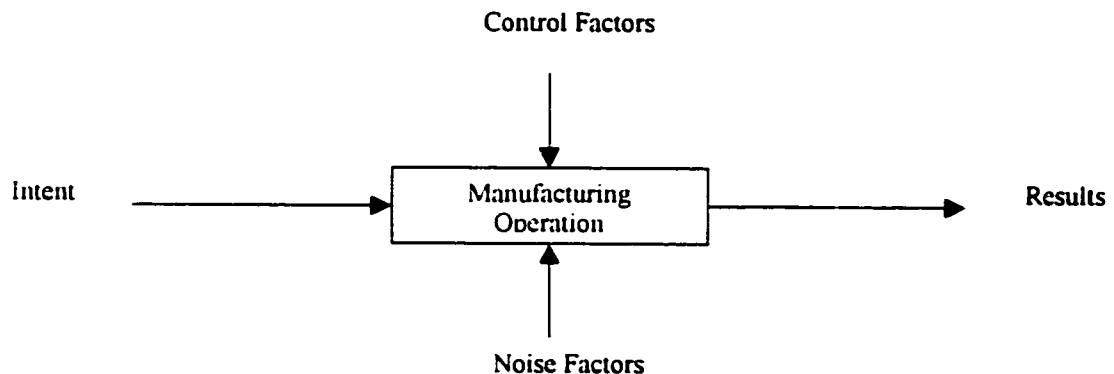 Control Factors
Intent
Manufacturing
Operation
Results
Noise Factors